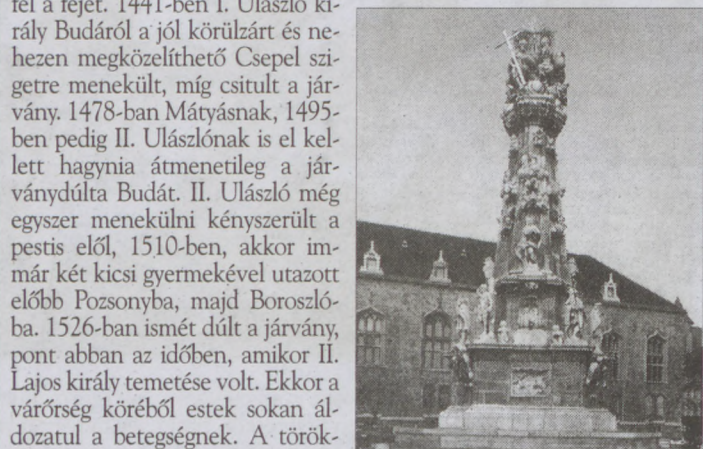 fel a fejét. 1441-ben I. Ulászló ki-
rály Budáról a jól körülzárt és ne-
hezen megközelíthető Csepel szi-
getre menekült, míg csitult a jár-
vány. 1478-ban Mátyásnak, 1495-
ben pedig II. Ulászlónak is el kel-
lett hagynia átmenetileg a jár-
ványdúlta Budát. II. Ulászló még
egyszer menekülni kényszerült a
pestis elől, 1510-ben, akkor im-
már két kicsi gyermekével utazott
előbb Pozsonyba, majd Boroszló-
ba. 1526-ban ismét dúlt a járvány,
pont abban az időben, amikor II.
Lajos király temetése volt. Ekkor a
várőrség köréből estek sokan ál-
dozatul a betegségnek. A török-